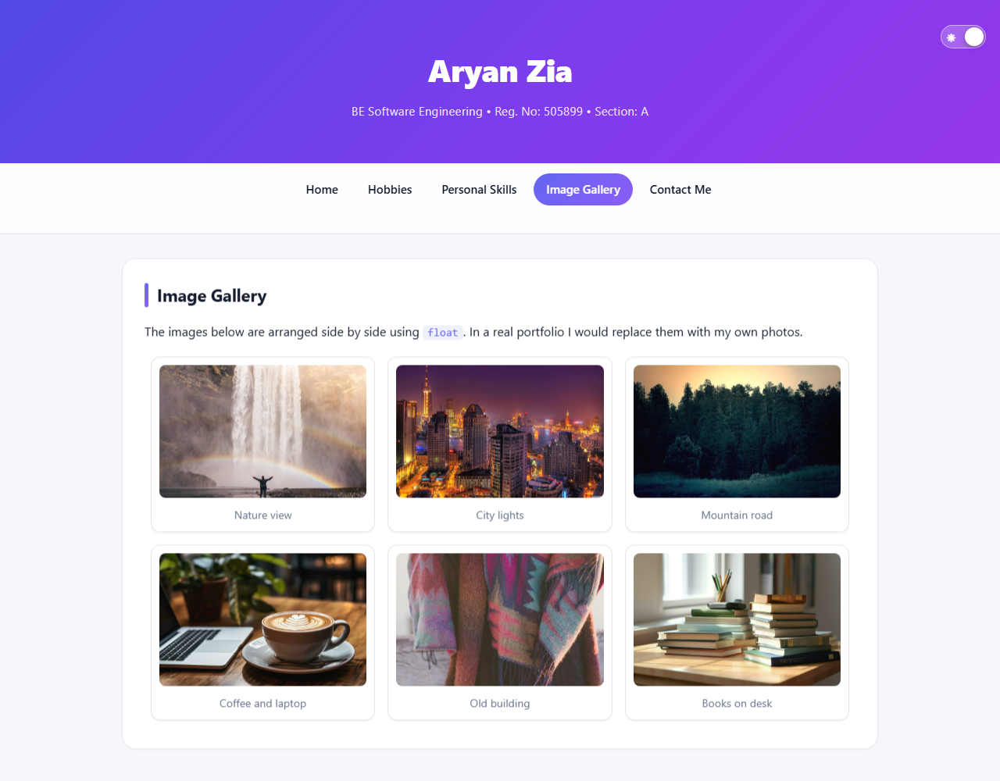 Aryan Zia
BE Software Engineering • Reg. No: 505899 • Section: A
Home Hobbies Personal Skills Image Gallery Contact Me
Image Gallery
The images below are arranged side by side using float. In a real portfolio I would replace them with my own photos.
Nature view City lights Mountain road
Coffee and laptop Old building Books on desk